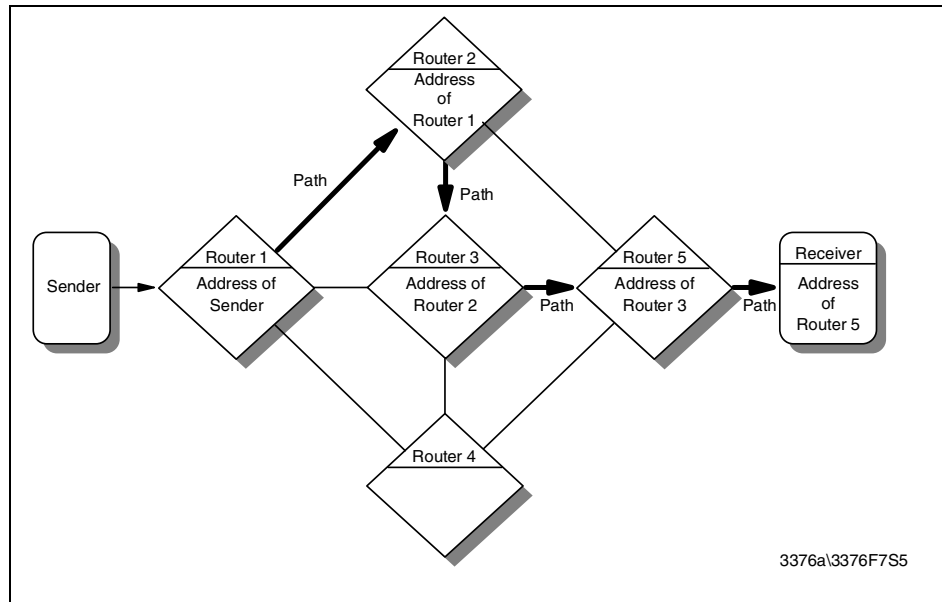 Router 2
Address
of
Router 1
Path
Path
Sender
Router 1
Address of
Sender
Router 3
Address of
Router 2
Path
Router 5
Address of
Router 3
Path
Receiver
Address
of
Router 5
Router 4
3376a\3376F7S5